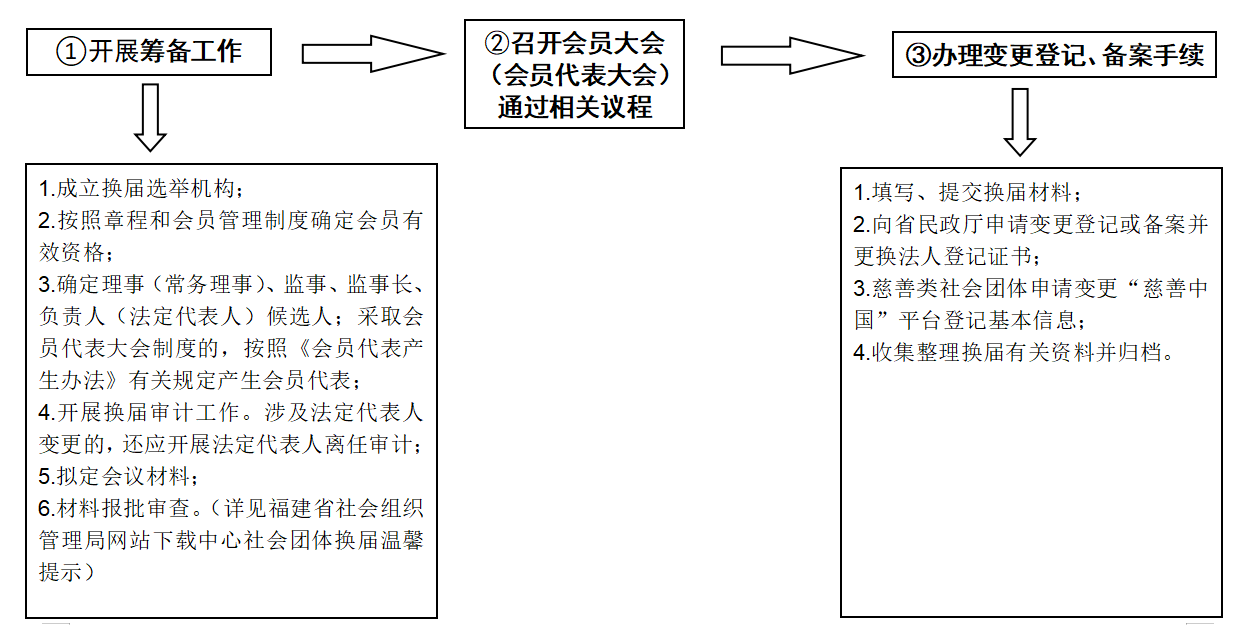 ①开展筹备工作
②召开会员大会
（会员代表大会）
通过相关议程
③办理变更登记、备案手续
1.成立换届选举机构；
2.按照章程和会员管理制度确定会员有
效资格；
3.确定理事（常务理事）、监事、监事长、
负责人（法定代表人）候选人；采取会
员代表大会制度的，按照《会员代表产
生办法》有关规定产生会员代表；
4.开展换届审计工作。涉及法定代表人
变更的，还应开展法定代表人离任审计；
5.拟定会议材料；
6.材料报批审查。（详见福建省社会组织
管理局网站下载中心社会团体换届温馨
提示）
1.填写、提交换届材料；
2.向省民政厅申请变更登记或备案并
更换法人登记证书；
3.慈善类社会团体申请变更“慈善中
国”平台登记基本信息；
4.收集整理换届有关资料并归档。